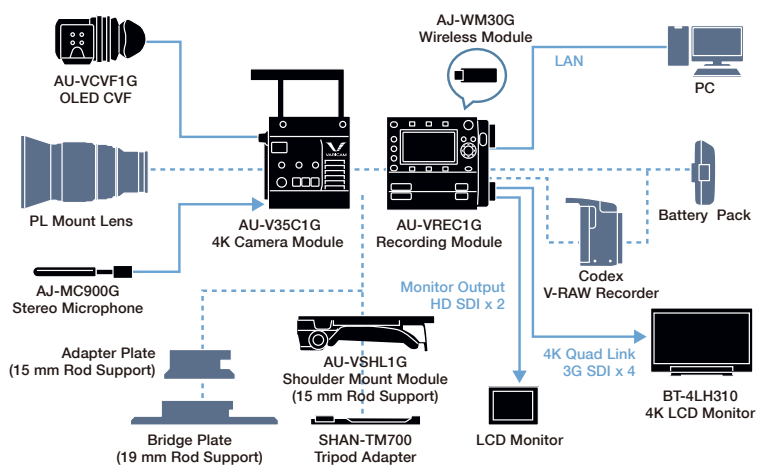 AJ-WM30G
Wireless Module
LAN
PC
AU-VCVF1G
OLED CVF
VARICAM
PL Mount Lens
AU-V35C1G
4K Camera Module
AU-VREC1G
Recording Module
Battery Pack
Codex
V-RAW Recorder
AJ-MC900G
Stereo Microphone
Monitor Output
HD SDI x 2
Adapter Plate
(15 mm Rod Support)
AU-VSHL1G
Shoulder Mount Module
(15 mm Rod Support)
4K Quad Link
3G SDI x 4
BT-4LH310
4K LCD Monitor
Bridge Plate
(19 mm Rod Support)
SHAN-TM700
Tripod Adapter
LCD Monitor